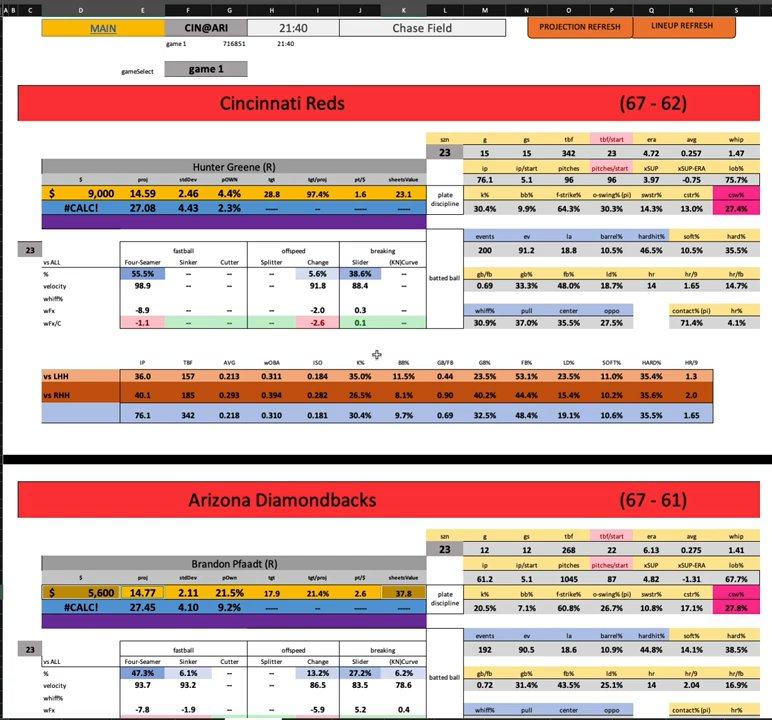 A B C D E F G H I J K L M N O P Q R S
MAIN CIN@ARI 21:40 Chase Field PROJECTION REFRESH LINEUP REFRESH
game 1 716851 21:40
gameSelect game 1
Cincinnati Reds (67 - 62)
szn g gs tbf tbf/start era avg whip
23 15 15 342 23 4.72 0.257 1.47
Hunter Greene (R) ip ip/start pitches pitches/start xSUP xSUP-ERA lob%
$ proj stdDev pOWN tgt tgt/proj pt/$ sheetsValue 76.1 5.1 96 96 3.97 -0.75 75.7%
$ 9,000 14.59 2.46 4.4% 28.8 97.4% 1.6 23.1 plate discipline k% bb% f-strike% o-swing% (pi) swstr% cstr% csw%
#CALC! 27.08 4.43 2.3% ----- -- ----- -- 30.4% 9.9% 64.3% 30.3% 14.3% 13.0% 27.4%
events ev la barrel% hardhit% soft% hard%
23 fastball offspeed breaking 200 91.2 18.8 10.5% 46.5% 10.5% 35.5%
vs ALL Four-Seamer Sinker Cutter Splitter Change Slider (KN)Curve
% 55.5% -- -- -- 5.6% 38.6% -- batted ball gb/fb gb% fb% ld% hr hr/9 hr/fb
velocity 98.9 -- -- -- 91.8 88.4 -- 0.69 33.3% 48.0% 18.7% 14 1.65 14.7%
whiff%
wFx -8.9 -- -- -- -2.0 0.3 -- whiff% pull center oppo contact% (pi) hr%
wFx/C -1.1 -- -- -- -2.6 0.1 -- 30.9% 37.0% 35.5% 27.5% 71.4% 4.1%
IP TBF AVG wOBA ISO K% BB% GB/FB GB% FB% LD% SOFT% HARD% HR/9
vs LHH 36.0 157 0.213 0.311 0.184 35.0% 11.5% 0.44 23.5% 53.1% 23.5% 11.0% 35.4% 1.3
vs RHH 40.1 185 0.293 0.394 0.282 26.5% 8.1% 0.90 40.2% 44.4% 15.4% 10.2% 35.6% 2.0
76.1 342 0.218 0.310 0.181 30.4% 9.7% 0.69 32.5% 48.4% 19.1% 10.6% 35.5% 1.65
Arizona Diamondbacks (67 - 61)
szn g gs tbf tbf/start era avg whip
23 12 12 268 22 6.13 0.275 1.41
Brandon Pfaadt (R) ip ip/start pitches pitches/start xSUP xSUP-ERA lob%
$ proj stdDev pOwn tgt tgt/proj pt/$ sheetsValue 61.2 5.1 1045 87 4.82 -1.31 67.7%
$ 5,600 14.77 2.11 21.5% 17.9 21.4% 2.6 37.8 plate discipline k% bb% f-strike% o-swing% (pi) swstr% cstr% csw%
#CALC! 27.45 4.10 9.2% ----- -- ----- -- 20.5% 7.1% 60.8% 26.7% 10.8% 17.1% 27.8%
events ev la barrel% hardhit% soft% hard%
23 fastball offspeed breaking 192 90.5 18.6 10.9% 44.8% 14.1% 38.5%
vs ALL Four-Seamer Sinker Cutter Splitter Change Slider (KN)Curve
% 47.3% 6.1% -- -- 13.2% 27.2% 6.2% batted ball gb/fb gb% fb% ld% hr hr/9 hr/fb
velocity 93.7 93.2 -- -- 86.5 83.5 78.6 0.72 31.4% 43.5% 25.1% 14 2.04 16.9%
whiff%
wFx -7.8 -1.9 -- -- -5.9 5.2 0.4 whiff% pull center oppo contact% (pi) hr%